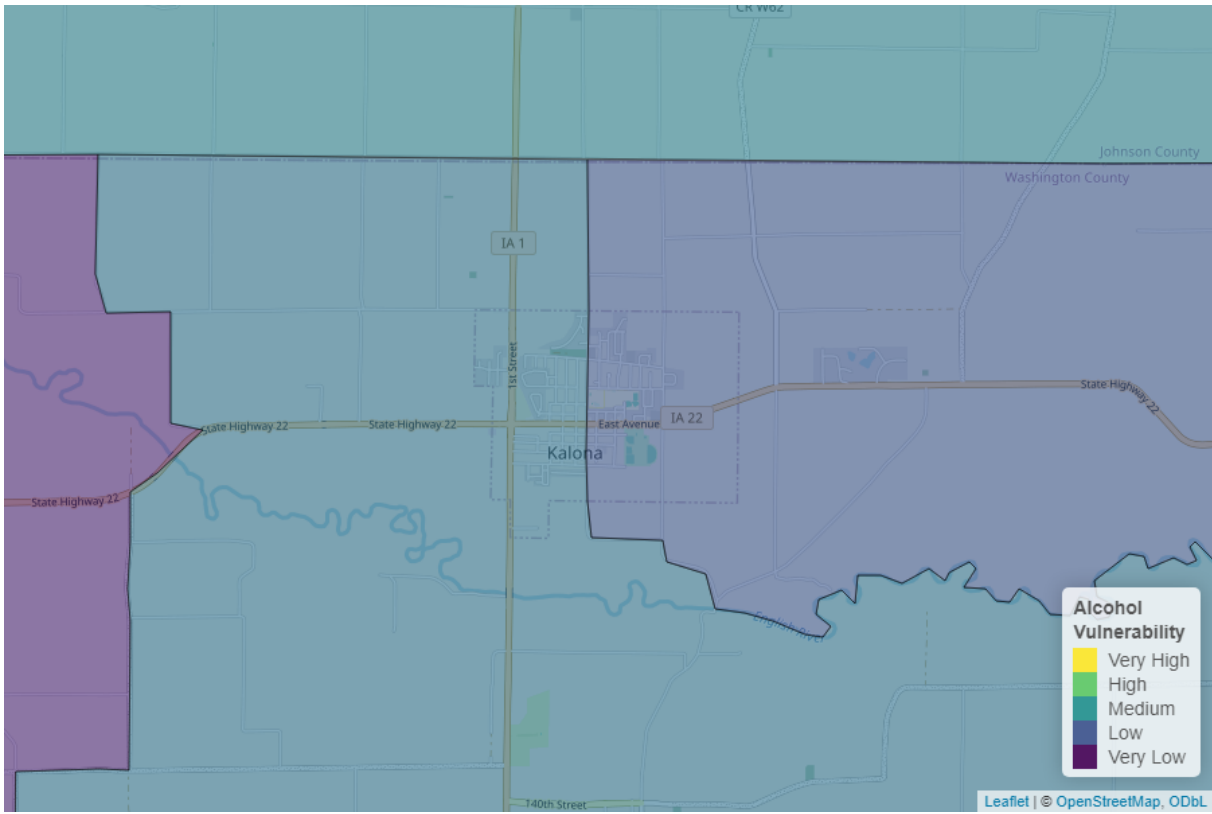 CR W62
Johnson County
Washington County
IA 1
1st Street
State Highway 22
State Highway 22
State Highway 22
East Avenue
IA 22
State Highway 22
Kalona
English River
140th Street
Alcohol
Vulnerability
Very High
High
Medium
Low
Very Low
Leaflet | © OpenStreetMap, ODbL